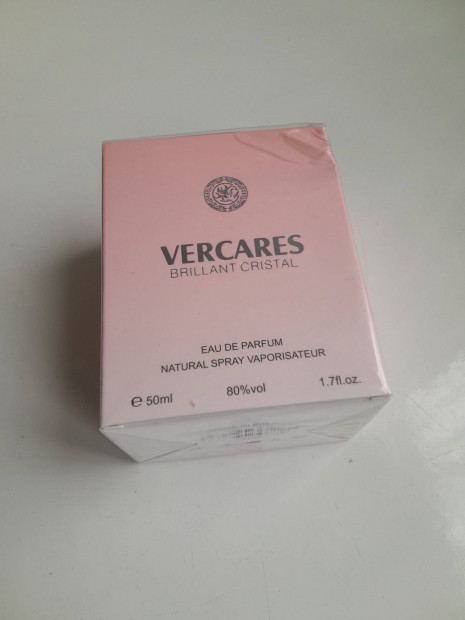 VERCARES
BRILLANT CRISTAL
EAU DE PARFUM
NATURAL SPRAY VAPORISATEUR
℮ 50ml 80%vol 1.7fl.oz.